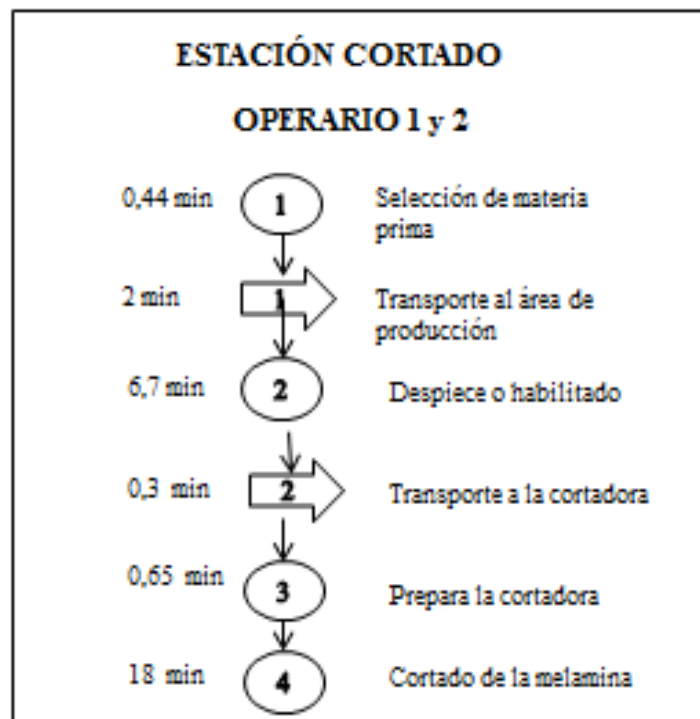 ESTACIÓN CORTADO
OPERARIO 1 y 2
0,44 min 1 Selección de materia
prima
2 min 1 Transporte al área de
producción
6,7 min 2 Despiece o habilitado
0,3 min 2 Transporte a la cortadora
0,65 min 3 Prepara la cortadora
18 min 4 Cortado de la melamina